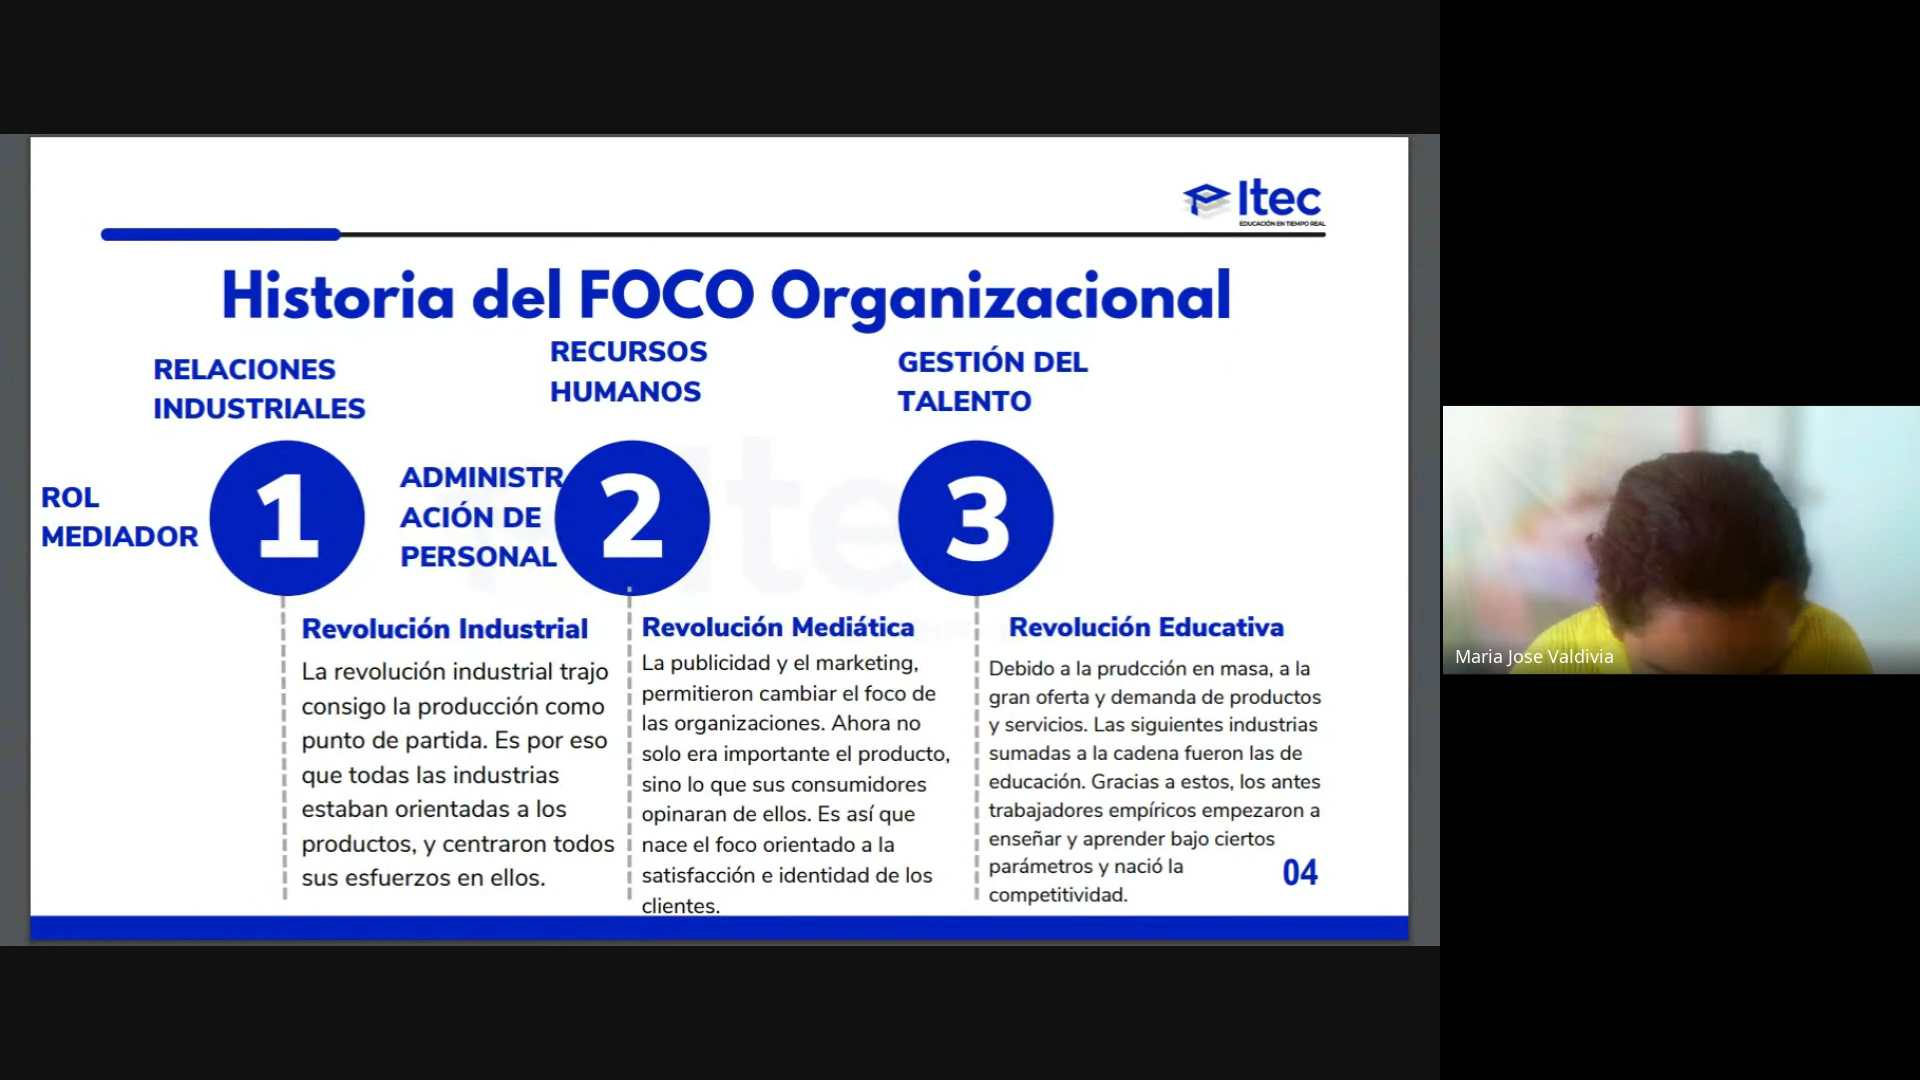 Itec
EDUCACIÓN EN TIEMPO REAL
Historia del FOCO Organizacional
RELACIONES
INDUSTRIALES
RECURSOS
HUMANOS
GESTIÓN DEL
TALENTO
ROL
MEDIADOR
1
ADMINISTR
ACIÓN DE
PERSONAL
2
3
Revolución Industrial
La revolución industrial trajo
consigo la producción como
punto de partida. Es por eso
que todas las industrias
estaban orientadas a los
productos, y centraron todos
sus esfuerzos en ellos.
Revolución Mediática
La publicidad y el marketing,
permitieron cambiar el foco de
las organizaciones. Ahora no
solo era importante el producto,
sino lo que sus consumidores
opinaran de ellos. Es así que
nace el foco orientado a la
satisfacción e identidad de los
clientes.
Revolución Educativa
Debido a la prudcción en masa, a la
gran oferta y demanda de productos
y servicios. Las siguientes industrias
sumadas a la cadena fueron las de
educación. Gracias a estos, los antes
trabajadores empíricos empezaron a
enseñar y aprender bajo ciertos
parámetros y nació la
competitividad.
04
Maria Jose Valdivia